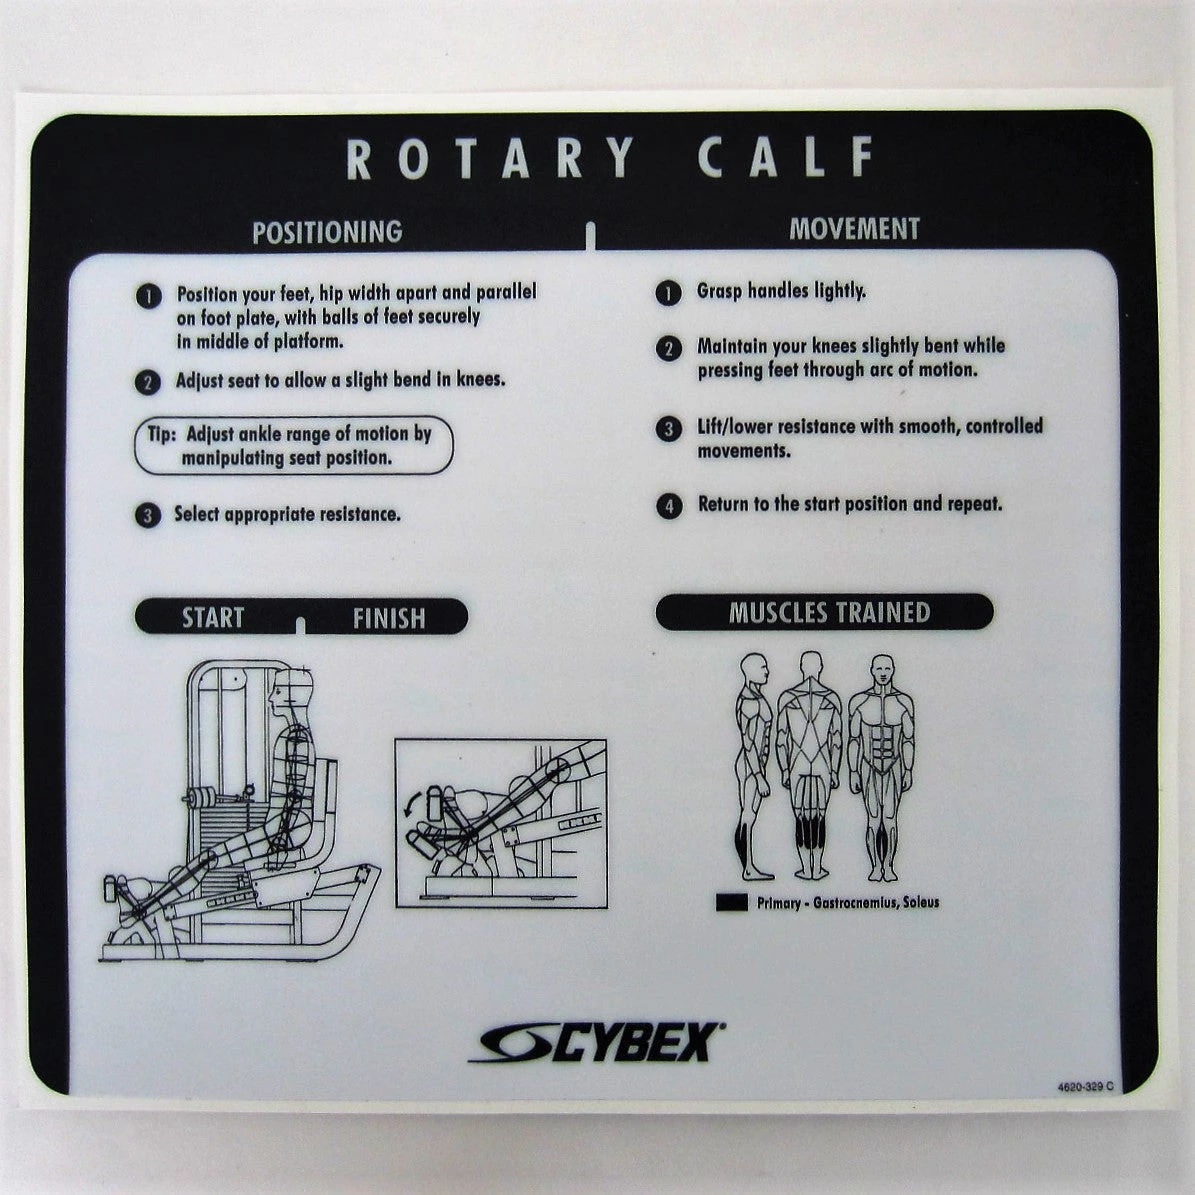 ROTARY CALF
POSITIONING
1 Position your feet, hip width apart and parallel
on foot plate, with balls of feet securely
in middle of platform.
2 Adjust seat to allow a slight bend in knees.
Tip: Adjust ankle range of motion by
manipulating seat position.
3 Select appropriate resistance.
MOVEMENT
1 Grasp handles lightly.
2 Maintain your knees slightly bent while
pressing feet through arc of motion.
3 Lift/lower resistance with smooth, controlled
movements.
4 Return to the start position and repeat.
START FINISH
MUSCLES TRAINED
Primary - Gastrocnemius, Soleus
CYBEX
4620-329 C